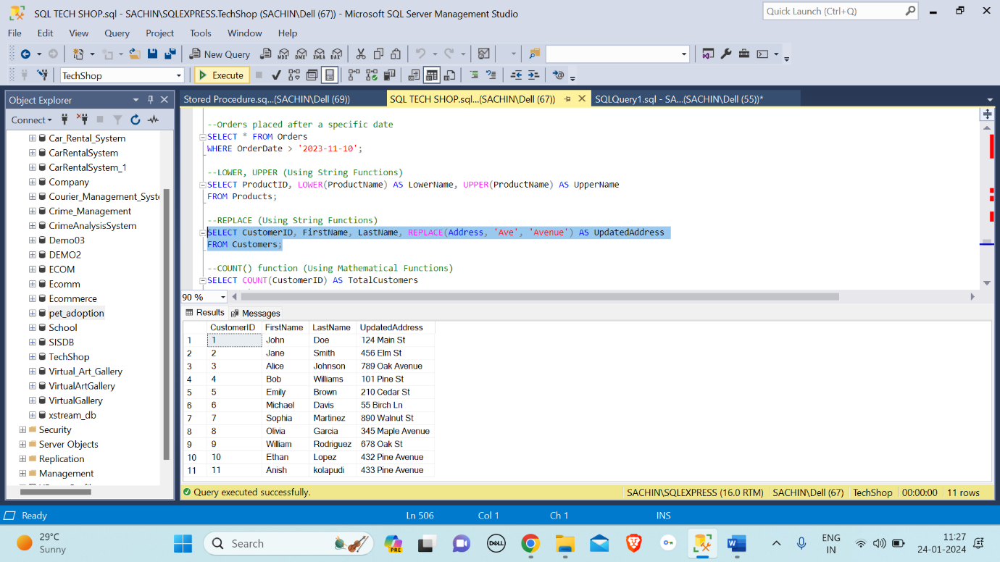 SQL TECH SHOP.sql - SACHIN\SQLEXPRESS.TechShop (SACHIN\Dell (67)) - Microsoft SQL Server Management Studio
Quick Launch (Ctrl+Q)
File Edit View Query Project Tools Window Help
New Query
MDX DMX XMLA DAX
TechShop
Execute
Object Explorer
Stored Procedure.sq...(SACHIN\Dell (69))
SQL TECH SHOP.sql...(SACHIN\Dell (67))
SQLQuery1.sql - SA...(SACHIN\Dell (55))*
Connect
Car_Rental_System
CarRentalSystem
CarRentalSystem_1
Company
Courier_Management_Syste
Crime_Management
CrimeAnalysisSystem
Demo03
DEMO2
ECOM
Ecomm
Ecommerce
pet_adoption
School
SISDB
TechShop
Virtual_Art_Gallery
VirtualArtGallery
VirtualGallery
xstream_db
Security
Server Objects
Replication
Management
--Orders placed after a specific date
SELECT * FROM Orders
WHERE OrderDate > '2023-11-10';
--LOWER, UPPER (Using String Functions)
SELECT ProductID, LOWER(ProductName) AS LowerName, UPPER(ProductName) AS UpperName
FROM Products;
--REPLACE (Using String Functions)
SELECT CustomerID, FirstName, LastName, REPLACE(Address, 'Ave', 'Avenue') AS UpdatedAddress
FROM Customers;
--COUNT() function (Using Mathematical Functions)
SELECT COUNT(CustomerID) AS TotalCustomers
90 %
Results Messages
CustomerID FirstName LastName UpdatedAddress
1 1 John Doe 124 Main St
2 2 Jane Smith 456 Elm St
3 3 Alice Johnson 789 Oak Avenue
4 4 Bob Williams 101 Pine St
5 5 Emily Brown 210 Cedar St
6 6 Michael Davis 55 Birch Ln
7 7 Sophia Martinez 890 Walnut St
8 8 Olivia Garcia 345 Maple Avenue
9 9 William Rodriguez 678 Oak St
10 10 Ethan Lopez 432 Pine Avenue
11 11 Anish kolapudi 433 Pine Avenue
Query executed successfully.
SACHIN\SQLEXPRESS (16.0 RTM) SACHIN\Dell (67) TechShop 00:00:00 11 rows
Ready Ln 506 Col 1 Ch 1 INS
29°C
Sunny
Search
PRE
DELL
ENG
IN
11:27
24-01-2024